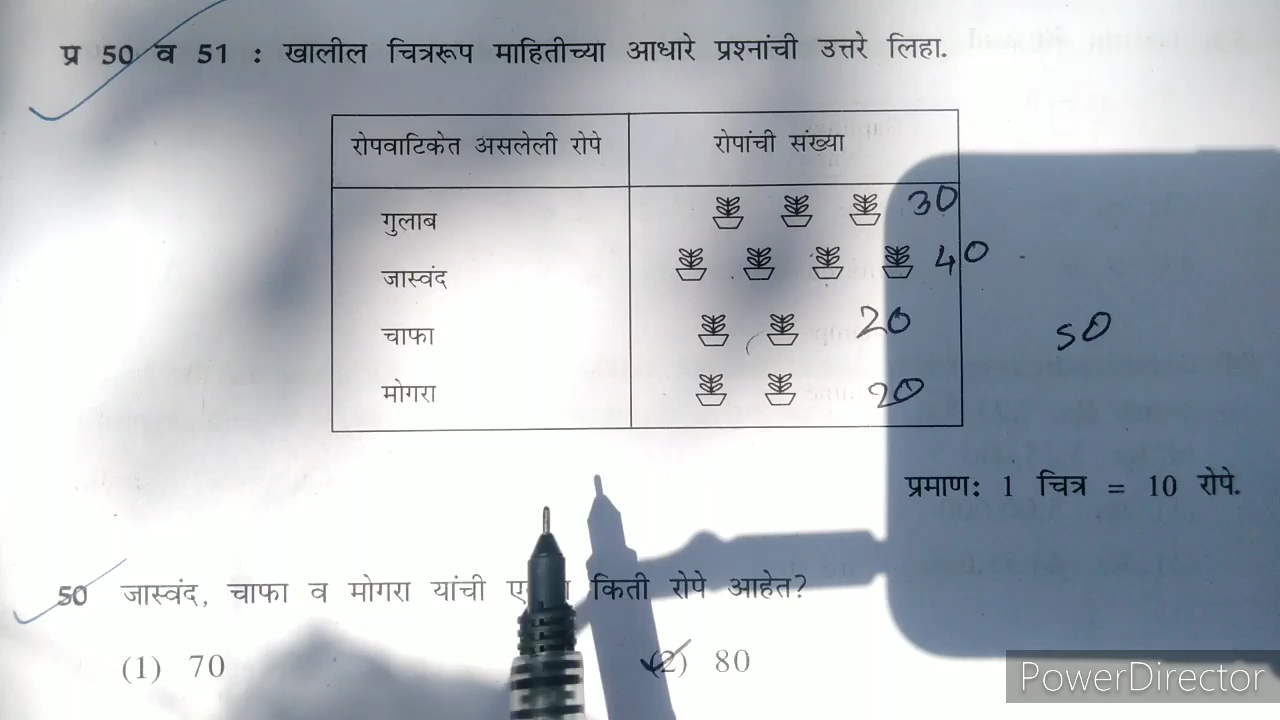 प्र 50 व 51 : खालील चित्ररूप माहितीच्या आधारे प्रश्नांची उत्तरे लिहा.
रोपवाटिकेत असलेली रोपे रोपांची संख्या
गुलाब 30
जास्वंद 40
चाफा 20 50
मोगरा 20
प्रमाण: 1 चित्र = 10 रोपे.
50 जास्वंद, चाफा व मोगरा यांची किती रोपे आहेत?
(1) 70 (2) 80
PowerDirector